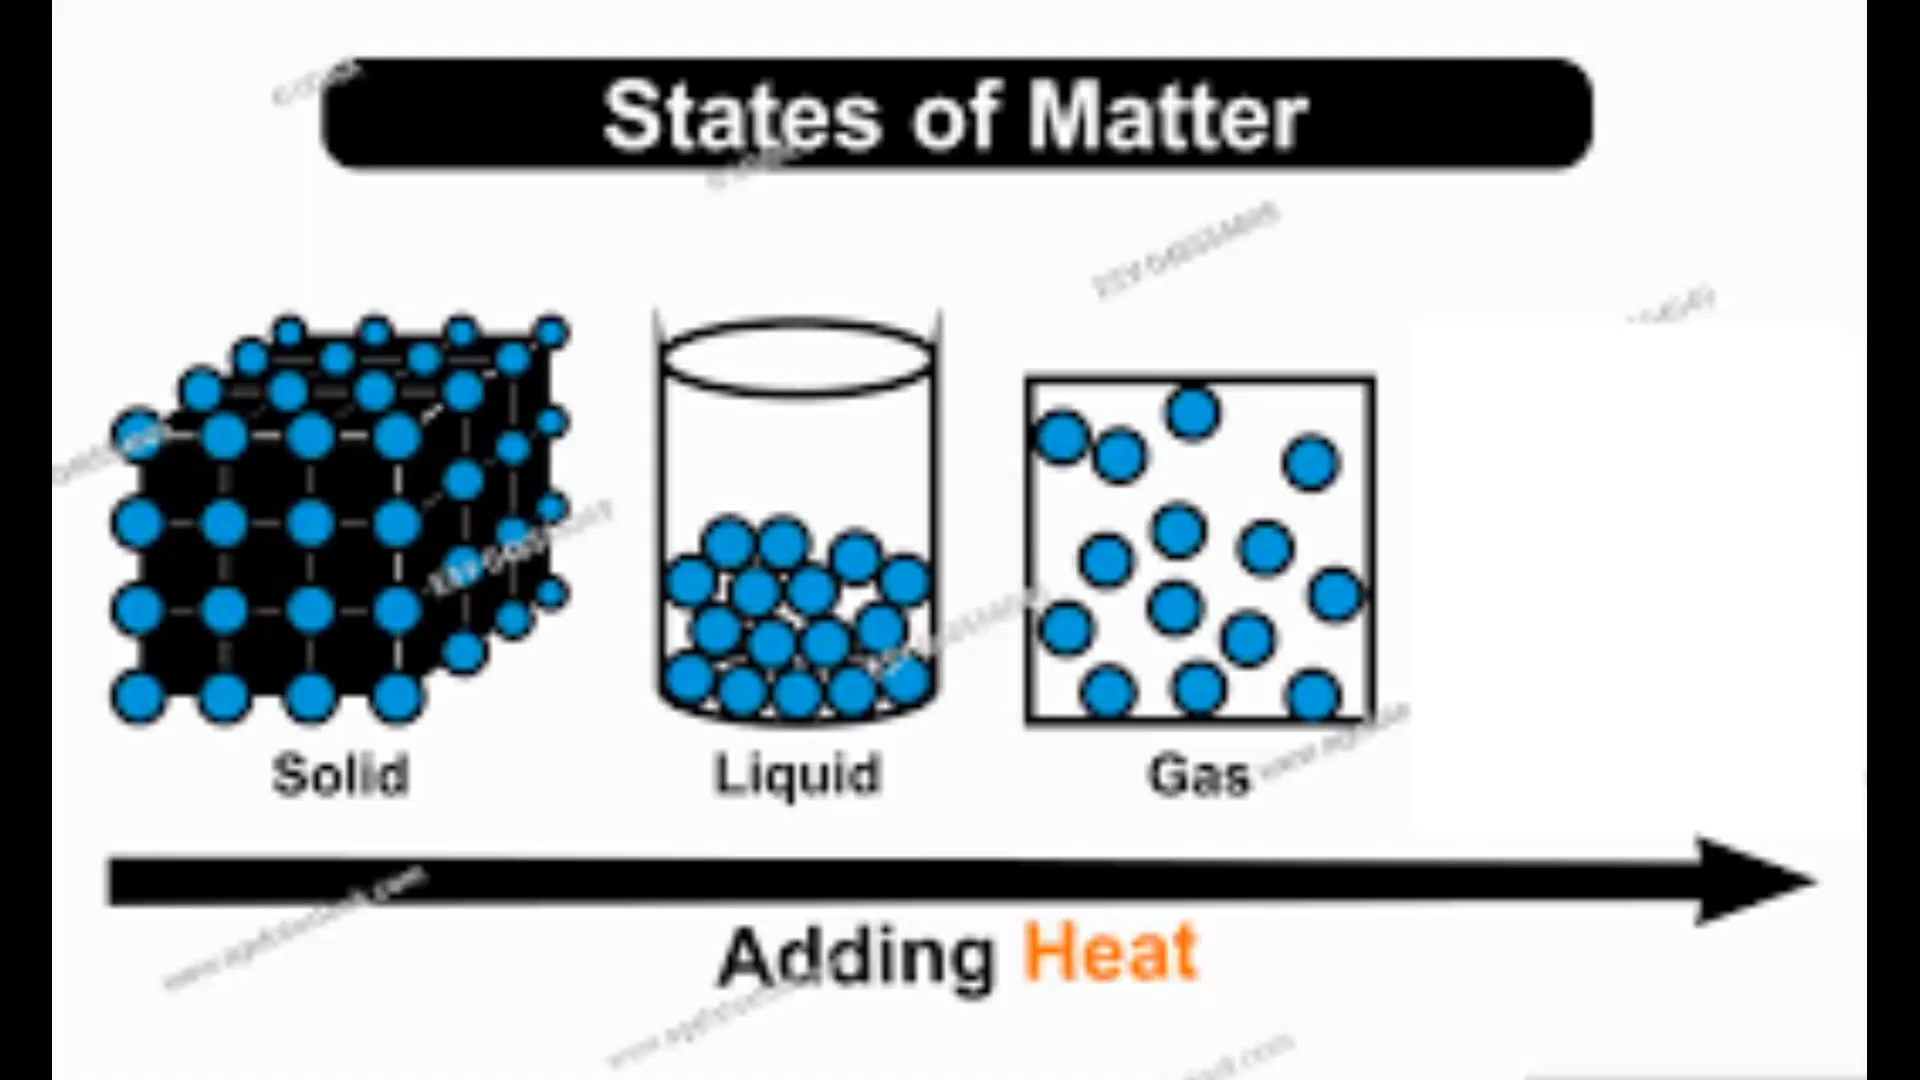 States of Matter
Solid
Liquid
Gas
Adding Heat